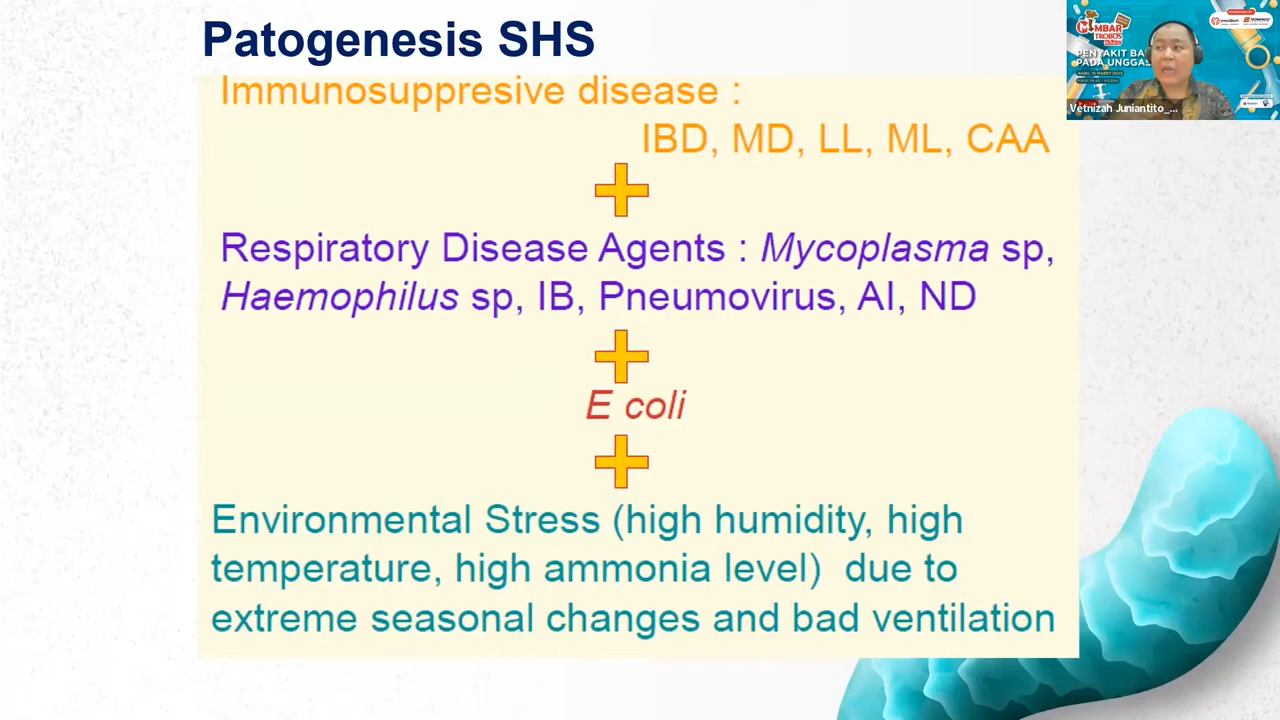 Patogenesis SHS
Immunosuppresive disease :
IBD, MD, LL, ML, CAA
Respiratory Disease Agents : Mycoplasma sp,
Haemophilus sp, IB, Pneumovirus, AI, ND
E coli
Environmental Stress (high humidity, high
temperature, high ammonia level) due to
extreme seasonal changes and bad ventilation
MIMBAR
TROBOS
PENYAKIT BA
PADA UNGGAS
Vetnizah Juniantito_...